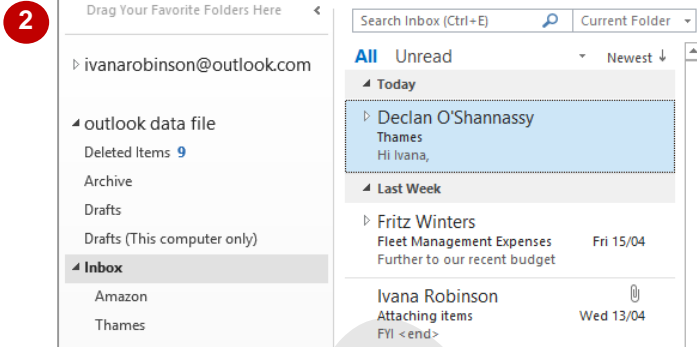 2
Drag Your Favorite Folders Here
ivanarobinson@outlook.com
outlook data file
Deleted Items 9
Archive
Drafts
Drafts (This computer only)
Inbox
Amazon
Thames
Search Inbox (Ctrl+E) Current Folder
All Unread Newest ↓
Today
Declan O'Shannassy
Thames
Hi Ivana,
Last Week
Fritz Winters
Fleet Management Expenses Fri 15/04
Further to our recent budget
Ivana Robinson
Attaching items Wed 13/04
FYI <end>